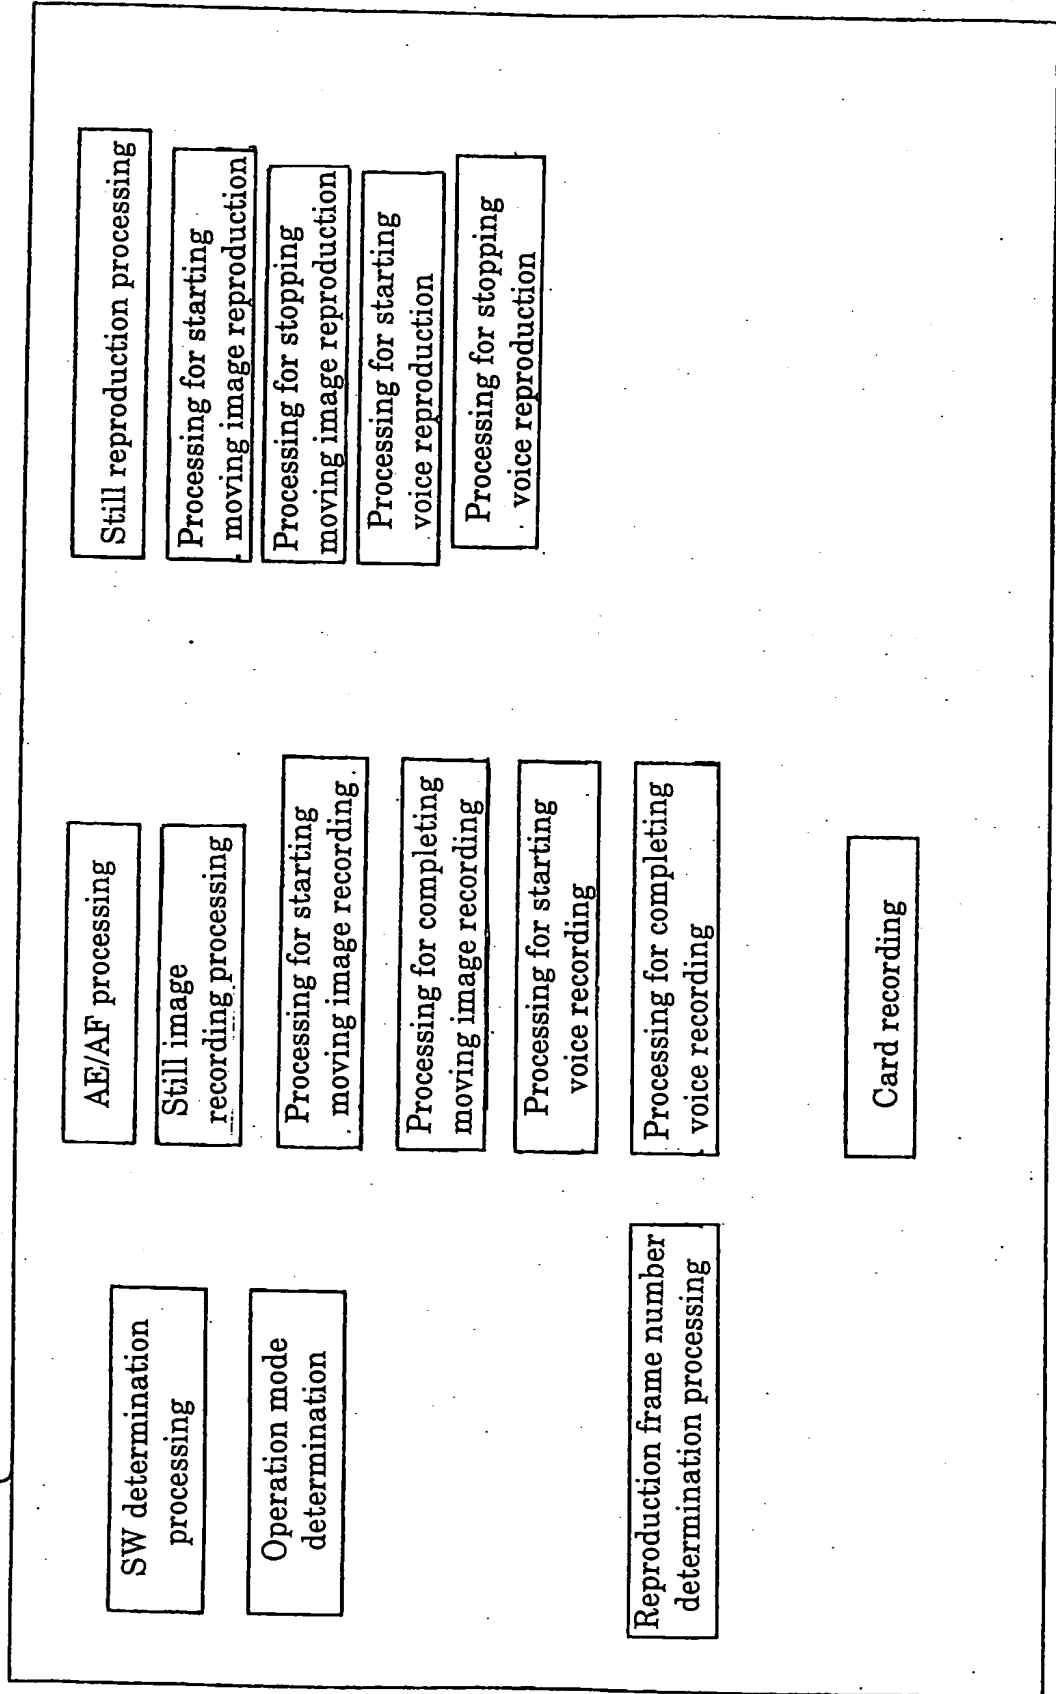 SW determination
processing
Operation mode
determination
Reproduction frame number
determination processing
AE/AF processing
Still image
recording processing
Processing for starting
moving image recording
Processing for completing
moving image recording
Processing for starting
voice recording
Processing for completing
voice recording
Card recording
Still reproduction processing
Processing for starting
moving image reproduction
Processing for stopping
moving image reproduction
Processing for starting
voice reproduction
Processing for stopping
voice reproduction